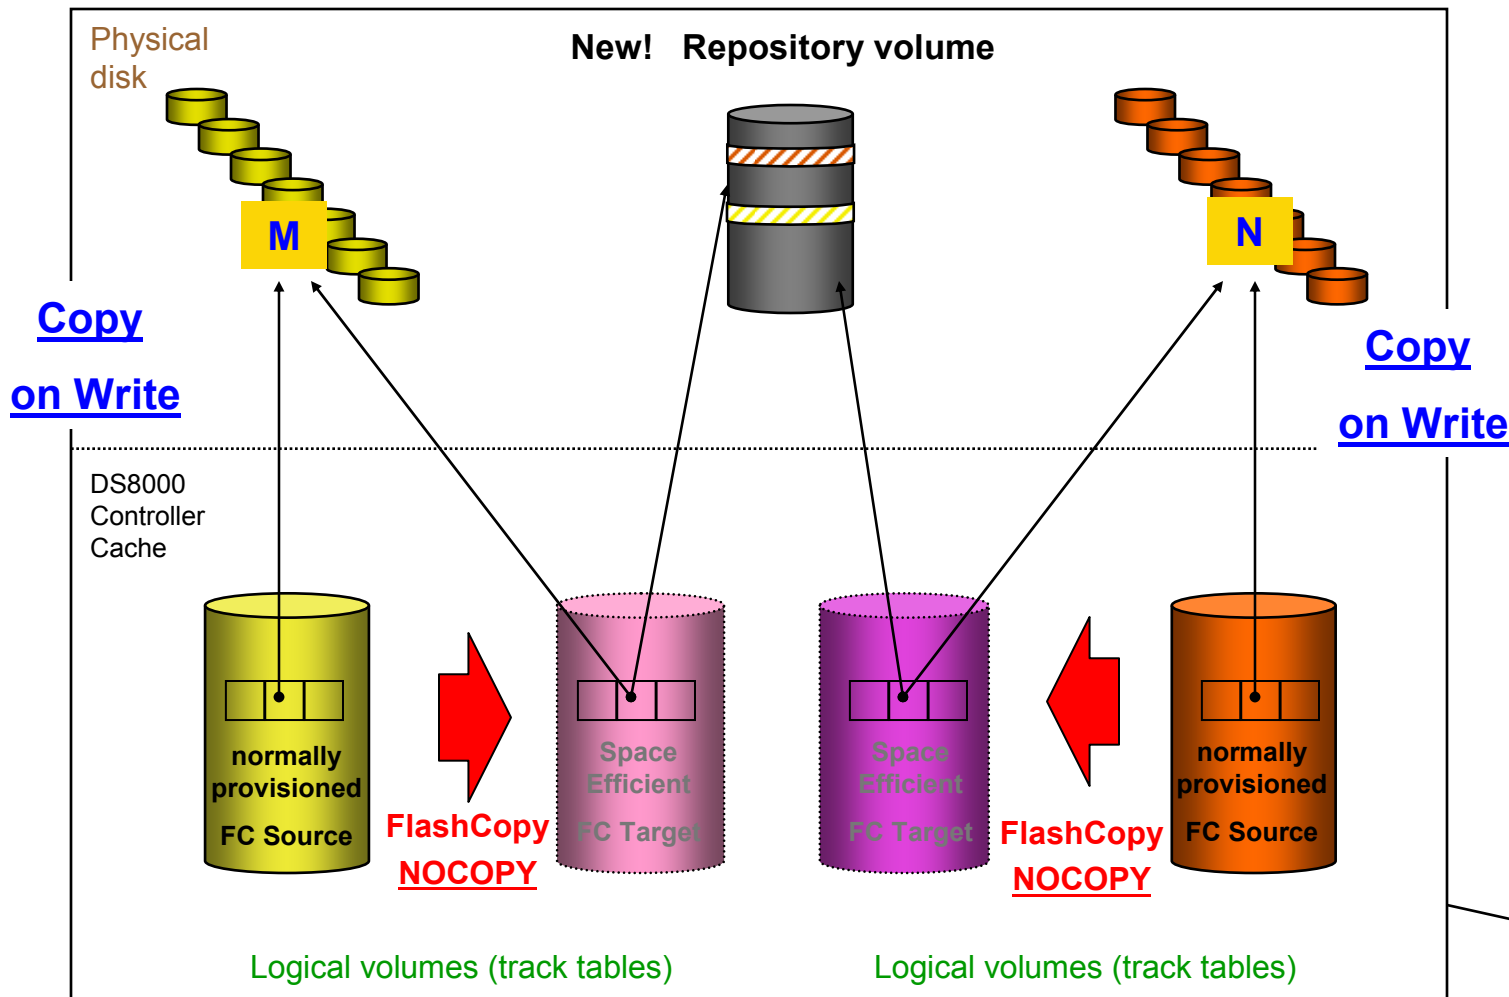 Physical
disk
New! Repository volume
M
N
Copy
on Write
Copy
on Write
DS8000
Controller
Cache
normally
provisioned
FC Source
FlashCopy
NOCOPY
Space
Efficient
FC Target
Space
Efficient
FC Target
FlashCopy
NOCOPY
normally
provisioned
FC Source
Logical volumes (track tables)
Logical volumes (track tables)